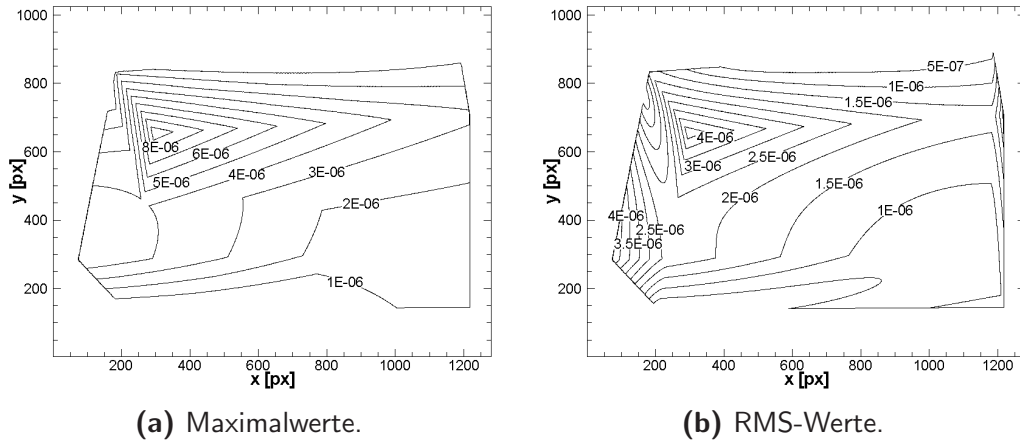 1000
800
600
400
200
y [px]
8E-06
6E-06
5E-06
4E-06
3E-06
2E-06
1E-06
200 400 600 800 1000 1200
x [px]
(a) Maximalwerte.
1000
800
600
400
200
y [px]
5E-07
1E-06
1.5E-06
4E-06
2.5E-06
3E-06
2E-06
1.5E-06
1E-06
4E-06
2.5E-06
3.5E-06
200 400 600 800 1000 1200
x [px]
(b) RMS-Werte.